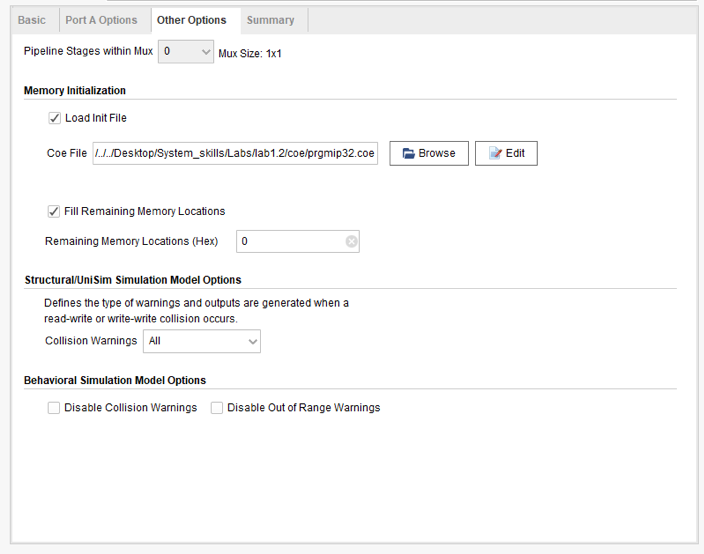 Basic Port A Options Other Options Summary
Pipeline Stages within Mux 0 Mux Size: 1x1
Memory Initialization
Load Init File
Coe File /../../Desktop/System_skills/Labs/lab1.2/coe/prgmip32.coe Browse Edit
Fill Remaining Memory Locations
Remaining Memory Locations (Hex) 0
Structural/UniSim Simulation Model Options
Defines the type of warnings and outputs are generated when a
read-write or write-write collision occurs.
Collision Warnings All
Behavioral Simulation Model Options
Disable Collision Warnings Disable Out of Range Warnings